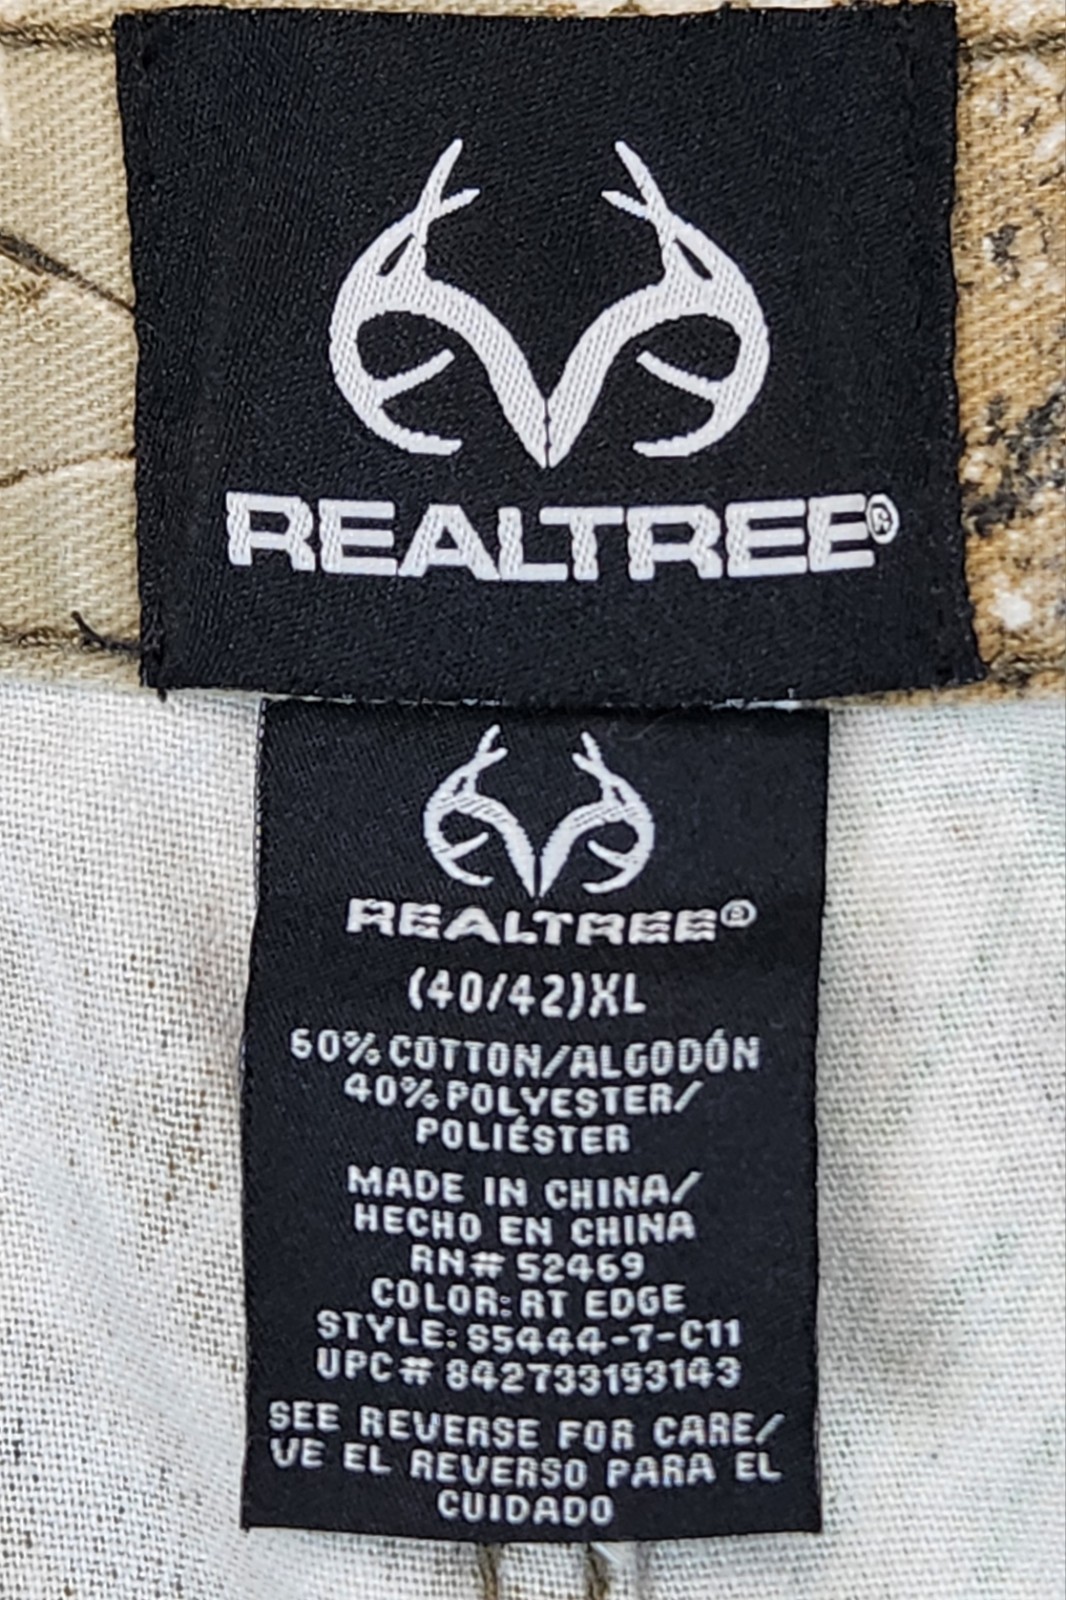 REALTREE®
REALTREE®
(40/42)XL
60% COTTON/ALGODÓN
40% POLYESTER/
POLIÉSTER
MADE IN CHINA/
HECHO EN CHINA
RN# 52469
COLOR: RT EDGE
STYLE: S5444-7-C11
UPC# 842733193143
SEE REVERSE FOR CARE/
VE EL REVERSO PARA EL
CUIDADO